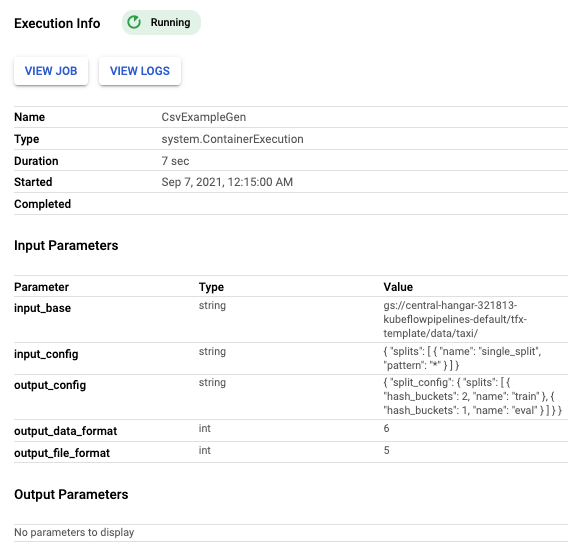 Execution Info Running
VIEW JOB VIEW LOGS
Name CsvExampleGen
Type system.ContainerExecution
Duration 7 sec
Started Sep 7, 2021, 12:15:00 AM
Completed
Input Parameters
Parameter Type Value
input_base string gs://central-hangar-321813-
kubeflowpipelines-default/tfx-
template/data/taxi/
input_config string { "splits": [ { "name": "single_split",
"pattern": "*" } ] }
output_config string { "split_config": { "splits": [ {
"hash_buckets": 2, "name": "train" }, {
"hash_buckets": 1, "name": "eval" } ] } }
output_data_format int 6
output_file_format int 5
Output Parameters
No parameters to display